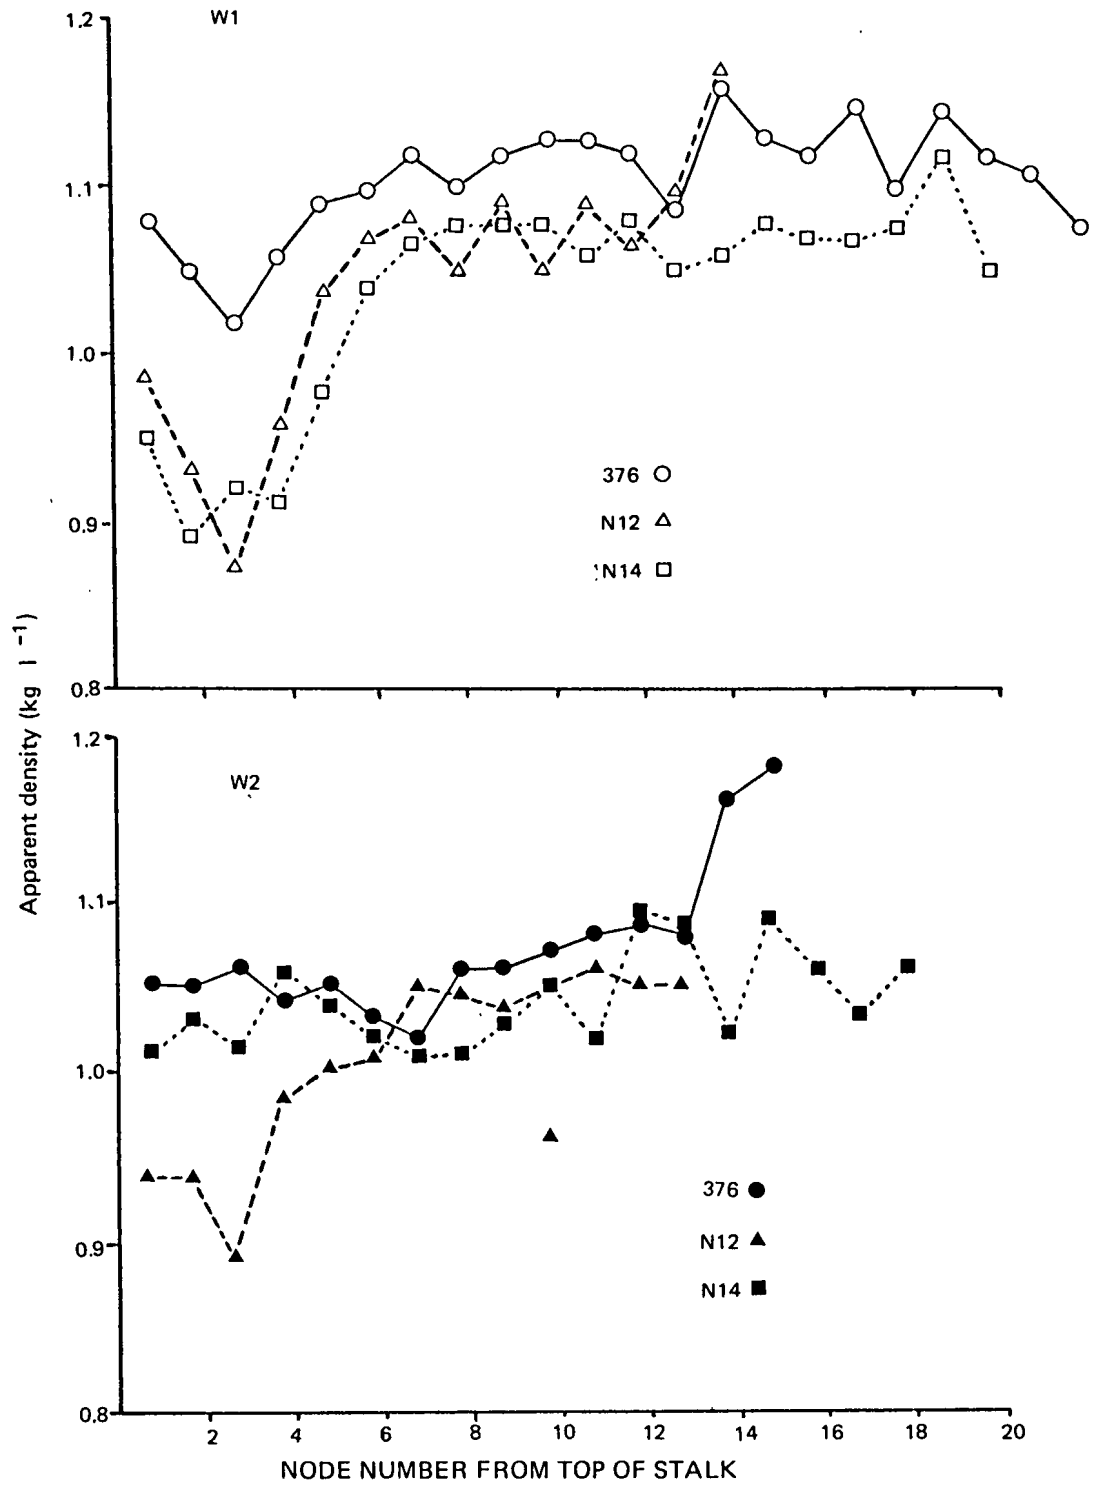 W1
1.2
1.1
1.0
0.9
0.8
376
N12
N14
Apparent density (kg l⁻¹)
W2
1.2
1.1
1.0
0.9
0.8
376
N12
N14
2 4 6 8 10 12 14 16 18 20
NODE NUMBER FROM TOP OF STALK